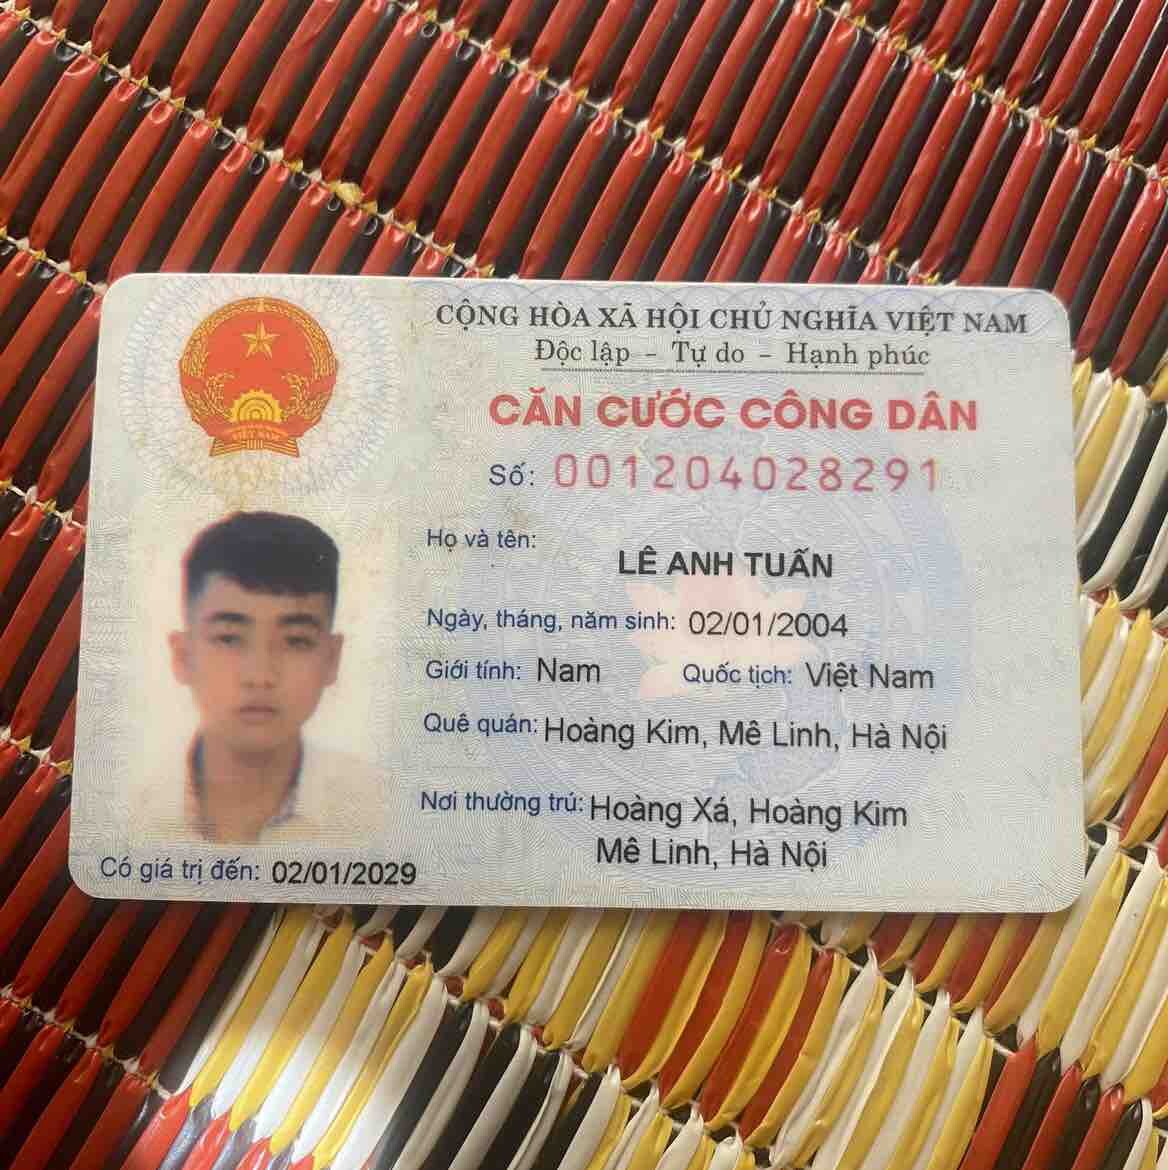 CỘNG HÒA XÃ HỘI CHỦ NGHĨA VIỆT NAM
Độc lập - Tự do - Hạnh phúc
CĂN CƯỚC CÔNG DÂN
Số: 001204028291
Họ và tên:
LÊ ANH TUẤN
Ngày, tháng, năm sinh: 02/01/2004
Giới tính: Nam Quốc tịch: Việt Nam
Quê quán: Hoàng Kim, Mê Linh, Hà Nội
Nơi thường trú: Hoàng Xá, Hoàng Kim
Mê Linh, Hà Nội
Có giá trị đến: 02/01/2029
VIỆT NAM